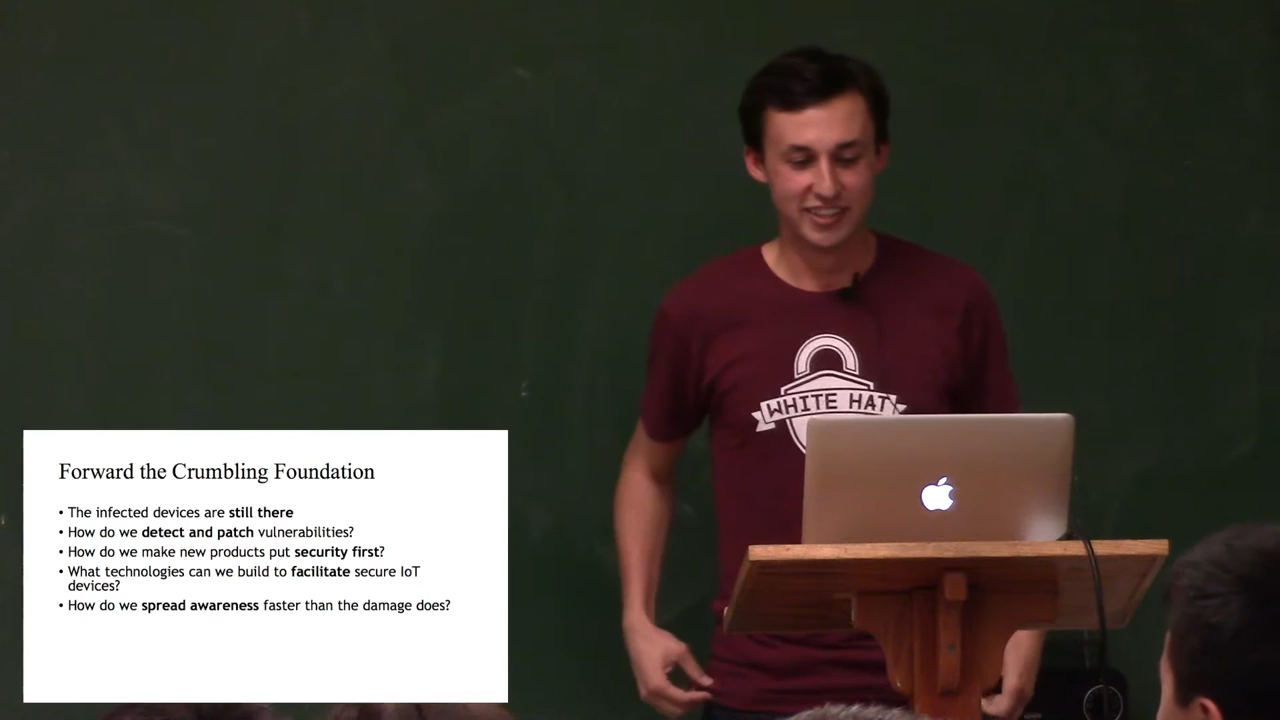 WHITE HAT
Forward the Crumbling Foundation
• The infected devices are still there
• How do we detect and patch vulnerabilities?
• How do we make new products put security first?
• What technologies can we build to facilitate secure IoT
devices?
• How do we spread awareness faster than the damage does?